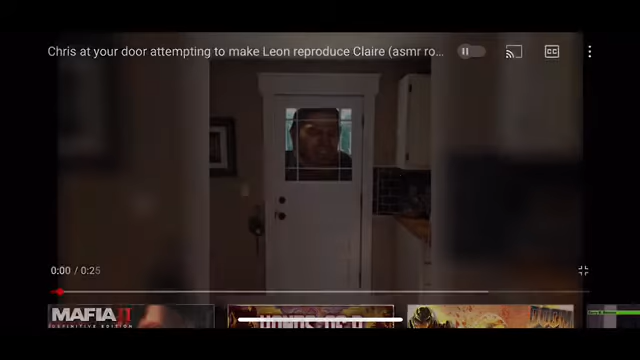 Chris at your door attempting to make Leon reproduce Claire (asmr ro...
CC
0:00 / 0:25
MAFIA II
DEFINITIVE EDITION